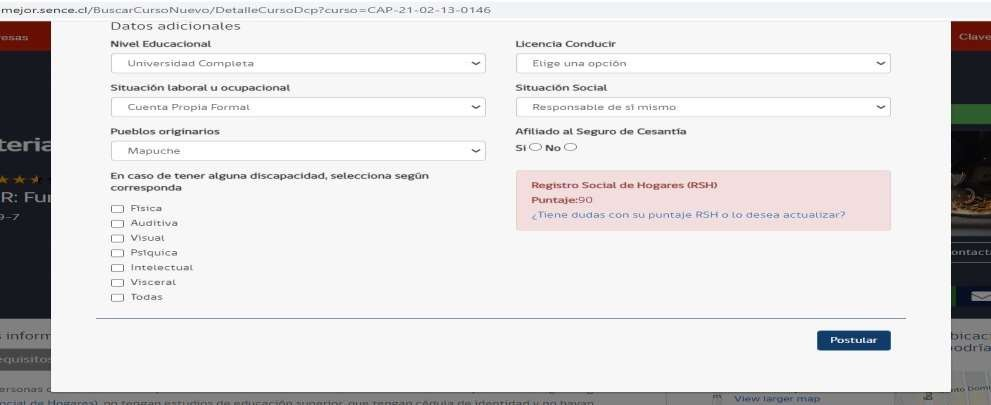 mejor.sence.cl/BuscarCursoNuevo/DetalleCursoDcp?curso=CAP-21-02-13-0146
esas
Clave
Datos adicionales
Nivel Educacional
Universidad Completa
Licencia Conducir
Elige una opción
Situación laboral u ocupacional
Cuenta Propia Formal
Situación Social
Responsable de sí mismo
Pueblos originarios
Mapuche
Afiliado al Seguro de Cesantía
Sí No
En caso de tener alguna discapacidad, selecciona según
corresponda
Física
Auditiva
Visual
Psíquica
Intelectual
Visceral
Todas
Registro Social de Hogares (RSH)
Puntaje:90
¿Tiene dudas con su puntaje RSH o lo desea actualizar?
Postular
teria
R: Fur
9-7
ontact
s inform
equisitos
ersonas
ocial de Hogares), no tengan estudios de educación superior, que tengan cédula de identidad y no hayan
bicac
odría
View larger map